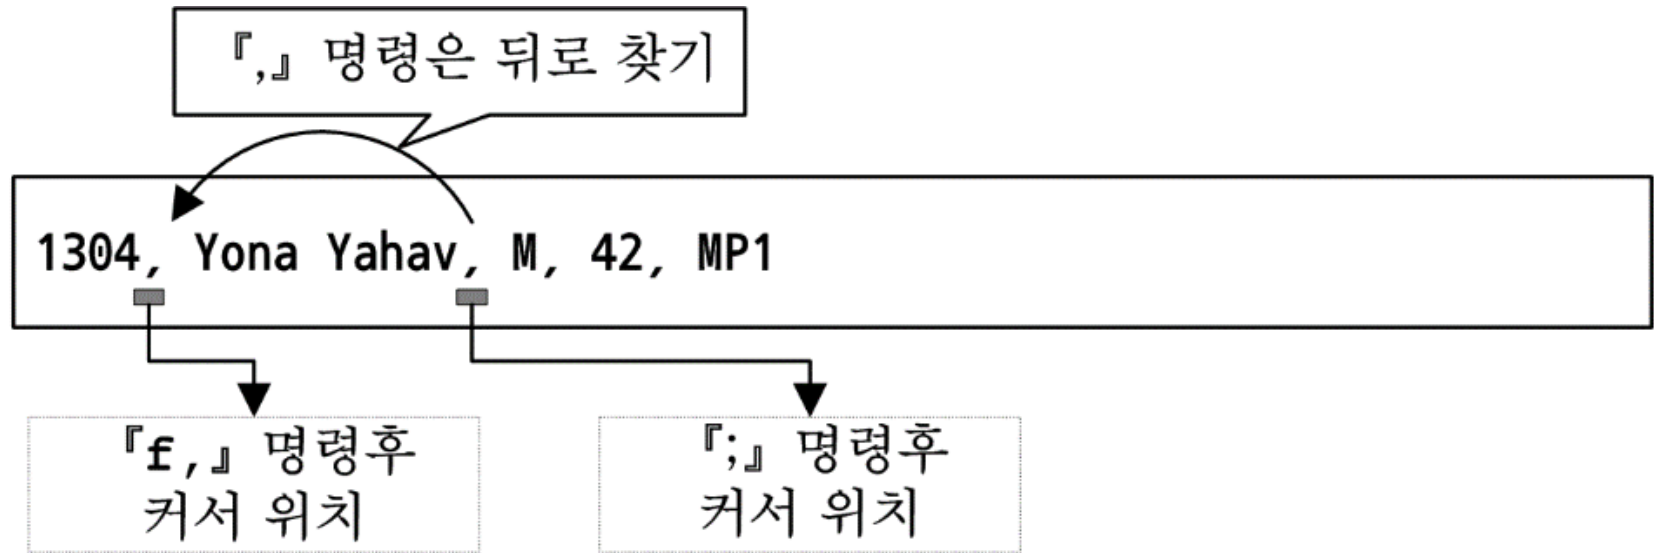 『,』 명령은 뒤로 찾기
1304, Yona Yahav, M, 42, MP1
『f,』 명령후
커서 위치
『;』 명령후
커서 위치